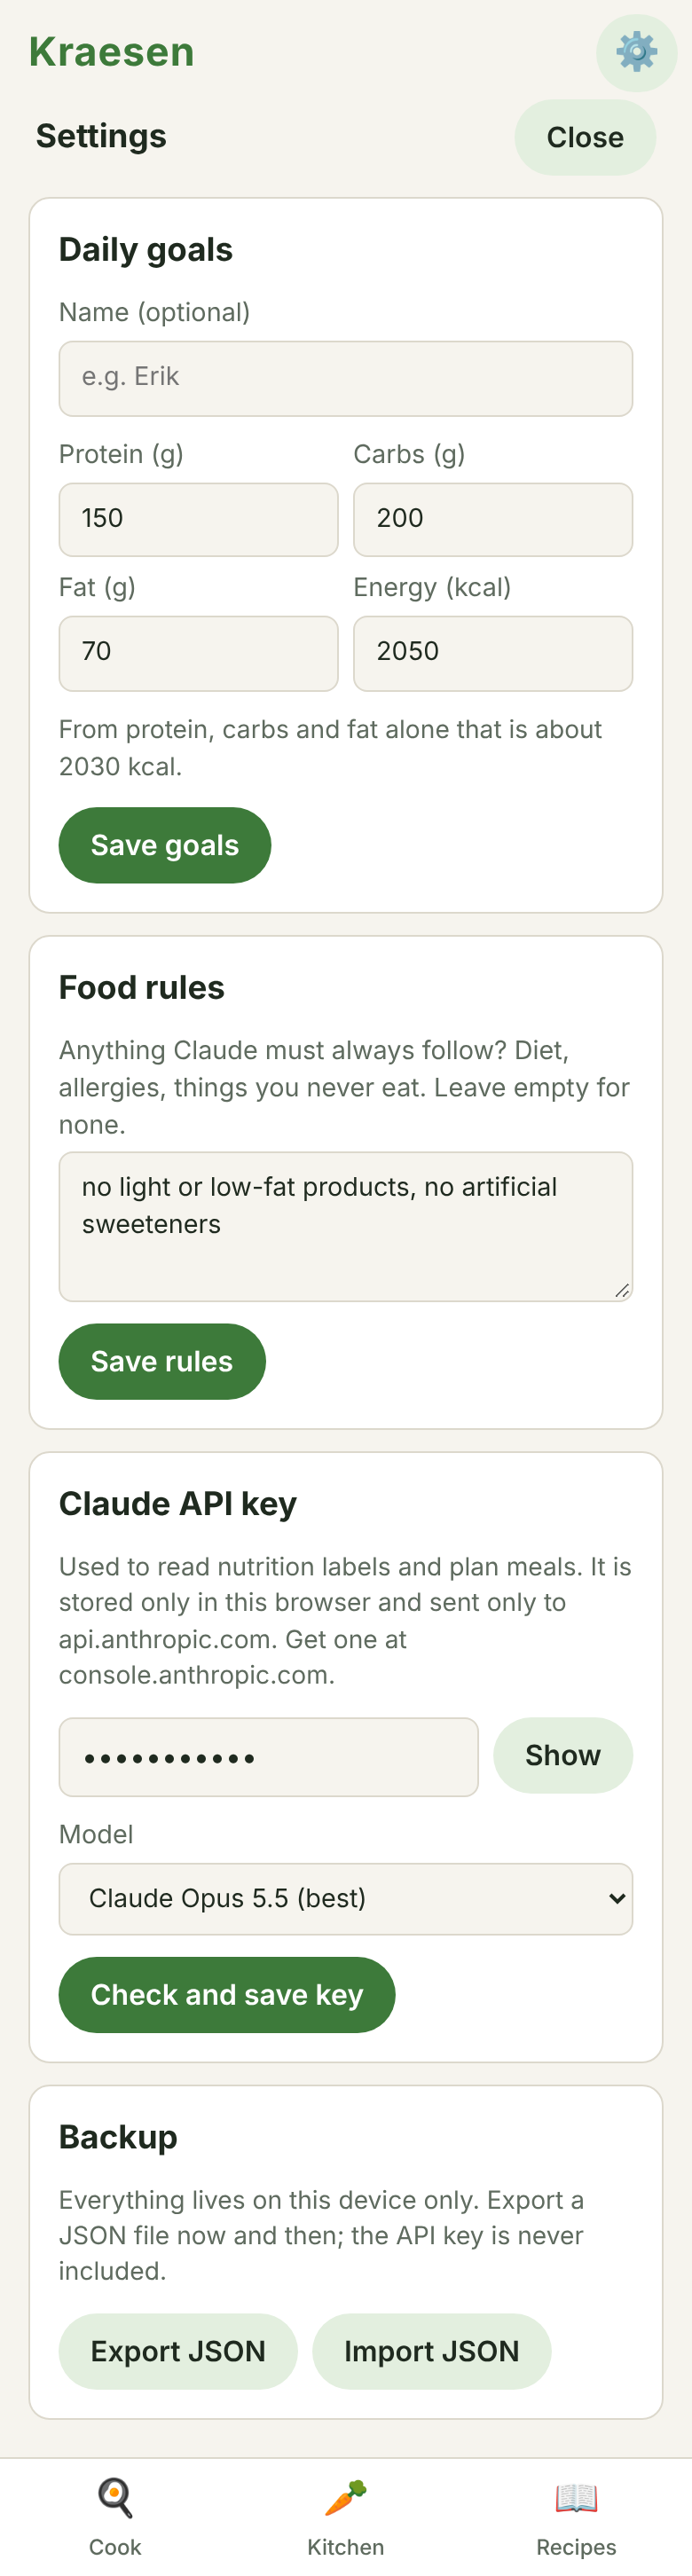 Kraesen
Settings
Close
Daily goals
Name (optional)
e.g. Erik
Protein (g)
Carbs (g)
150
200
Fat (g)
Energy (kcal)
70
2050
From protein, carbs and fat alone that is about
2030 kcal.
Save goals
Food rules
Anything Claude must always follow? Diet,
allergies, things you never eat. Leave empty for
none.
no light or low-fat products, no artificial
sweeteners
Save rules
Claude API key
Used to read nutrition labels and plan meals. It is
stored only in this browser and sent only to
api.anthropic.com. Get one at
console.anthropic.com.
•••••••••••
Show
Model
Claude Opus 5.5 (best)
Check and save key
Backup
Everything lives on this device only. Export a
JSON file now and then; the API key is never
included.
Export JSON
Import JSON
Cook
Kitchen
Recipes